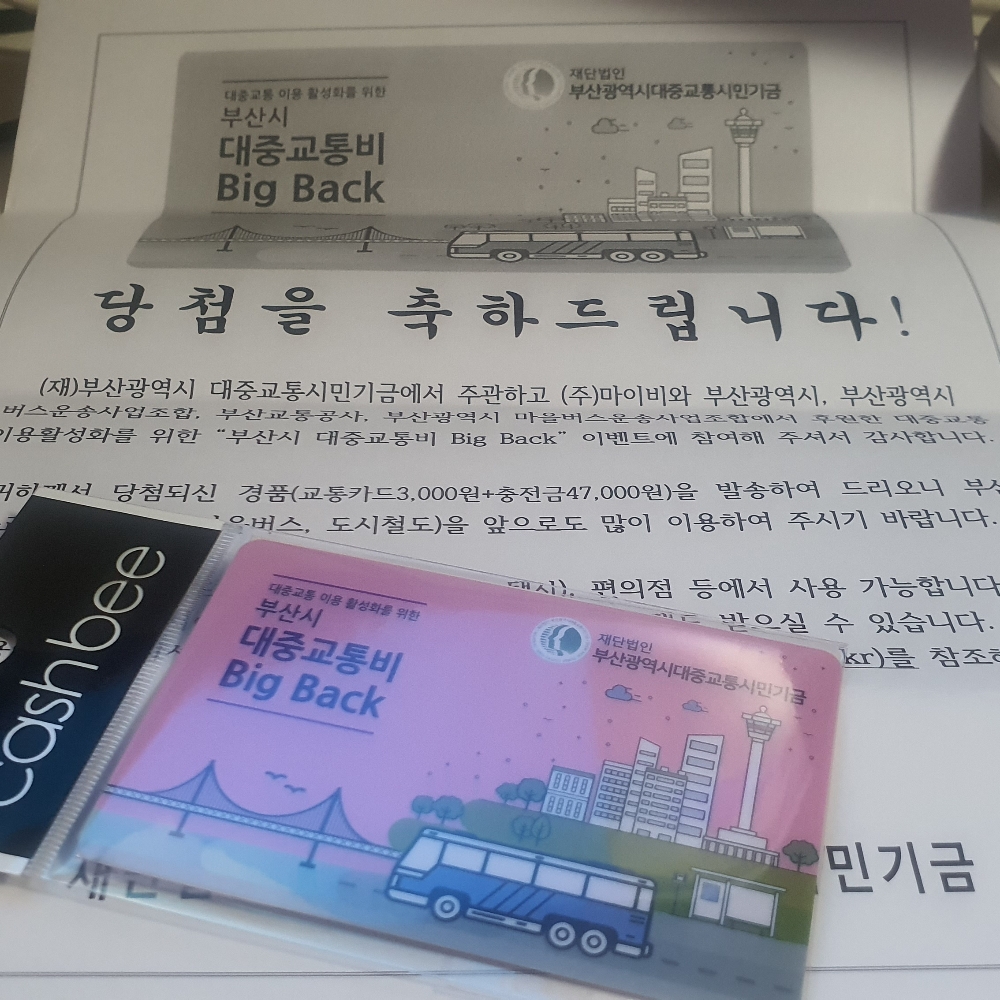 대중교통 이용 활성화를 위한
부산시
대중교통비
Big Back
재단법인
부산광역시대중교통시민기금
당첨을 축하드립니다!
(재)부산광역시 대중교통시민기금에서 주관하고 (주)마이비와 부산광역시, 부산광역시
버스운송사업조합, 부산교통공사, 부산광역시 마을버스운송사업조합에서 후원한 대중교통
이용활성화를 위한 “부산시 대중교통비 Big Back” 이벤트에 참여해 주셔서 감사합니다.
당첨되신 경품(교통카드3,000원+충전금47,000원)을 발송하여 드리오니
도시철도)을 앞으로도 많이 이용하여 주시기 바랍니다.
편의점 등에서 사용 가능합니다
받으실 수 있습니다.
kr)를
민기금
cashbee
대중교통 이용 활성화를 위한
부산시
대중교통비
Big Back
재단법인
부산광역시대중교통시민기금